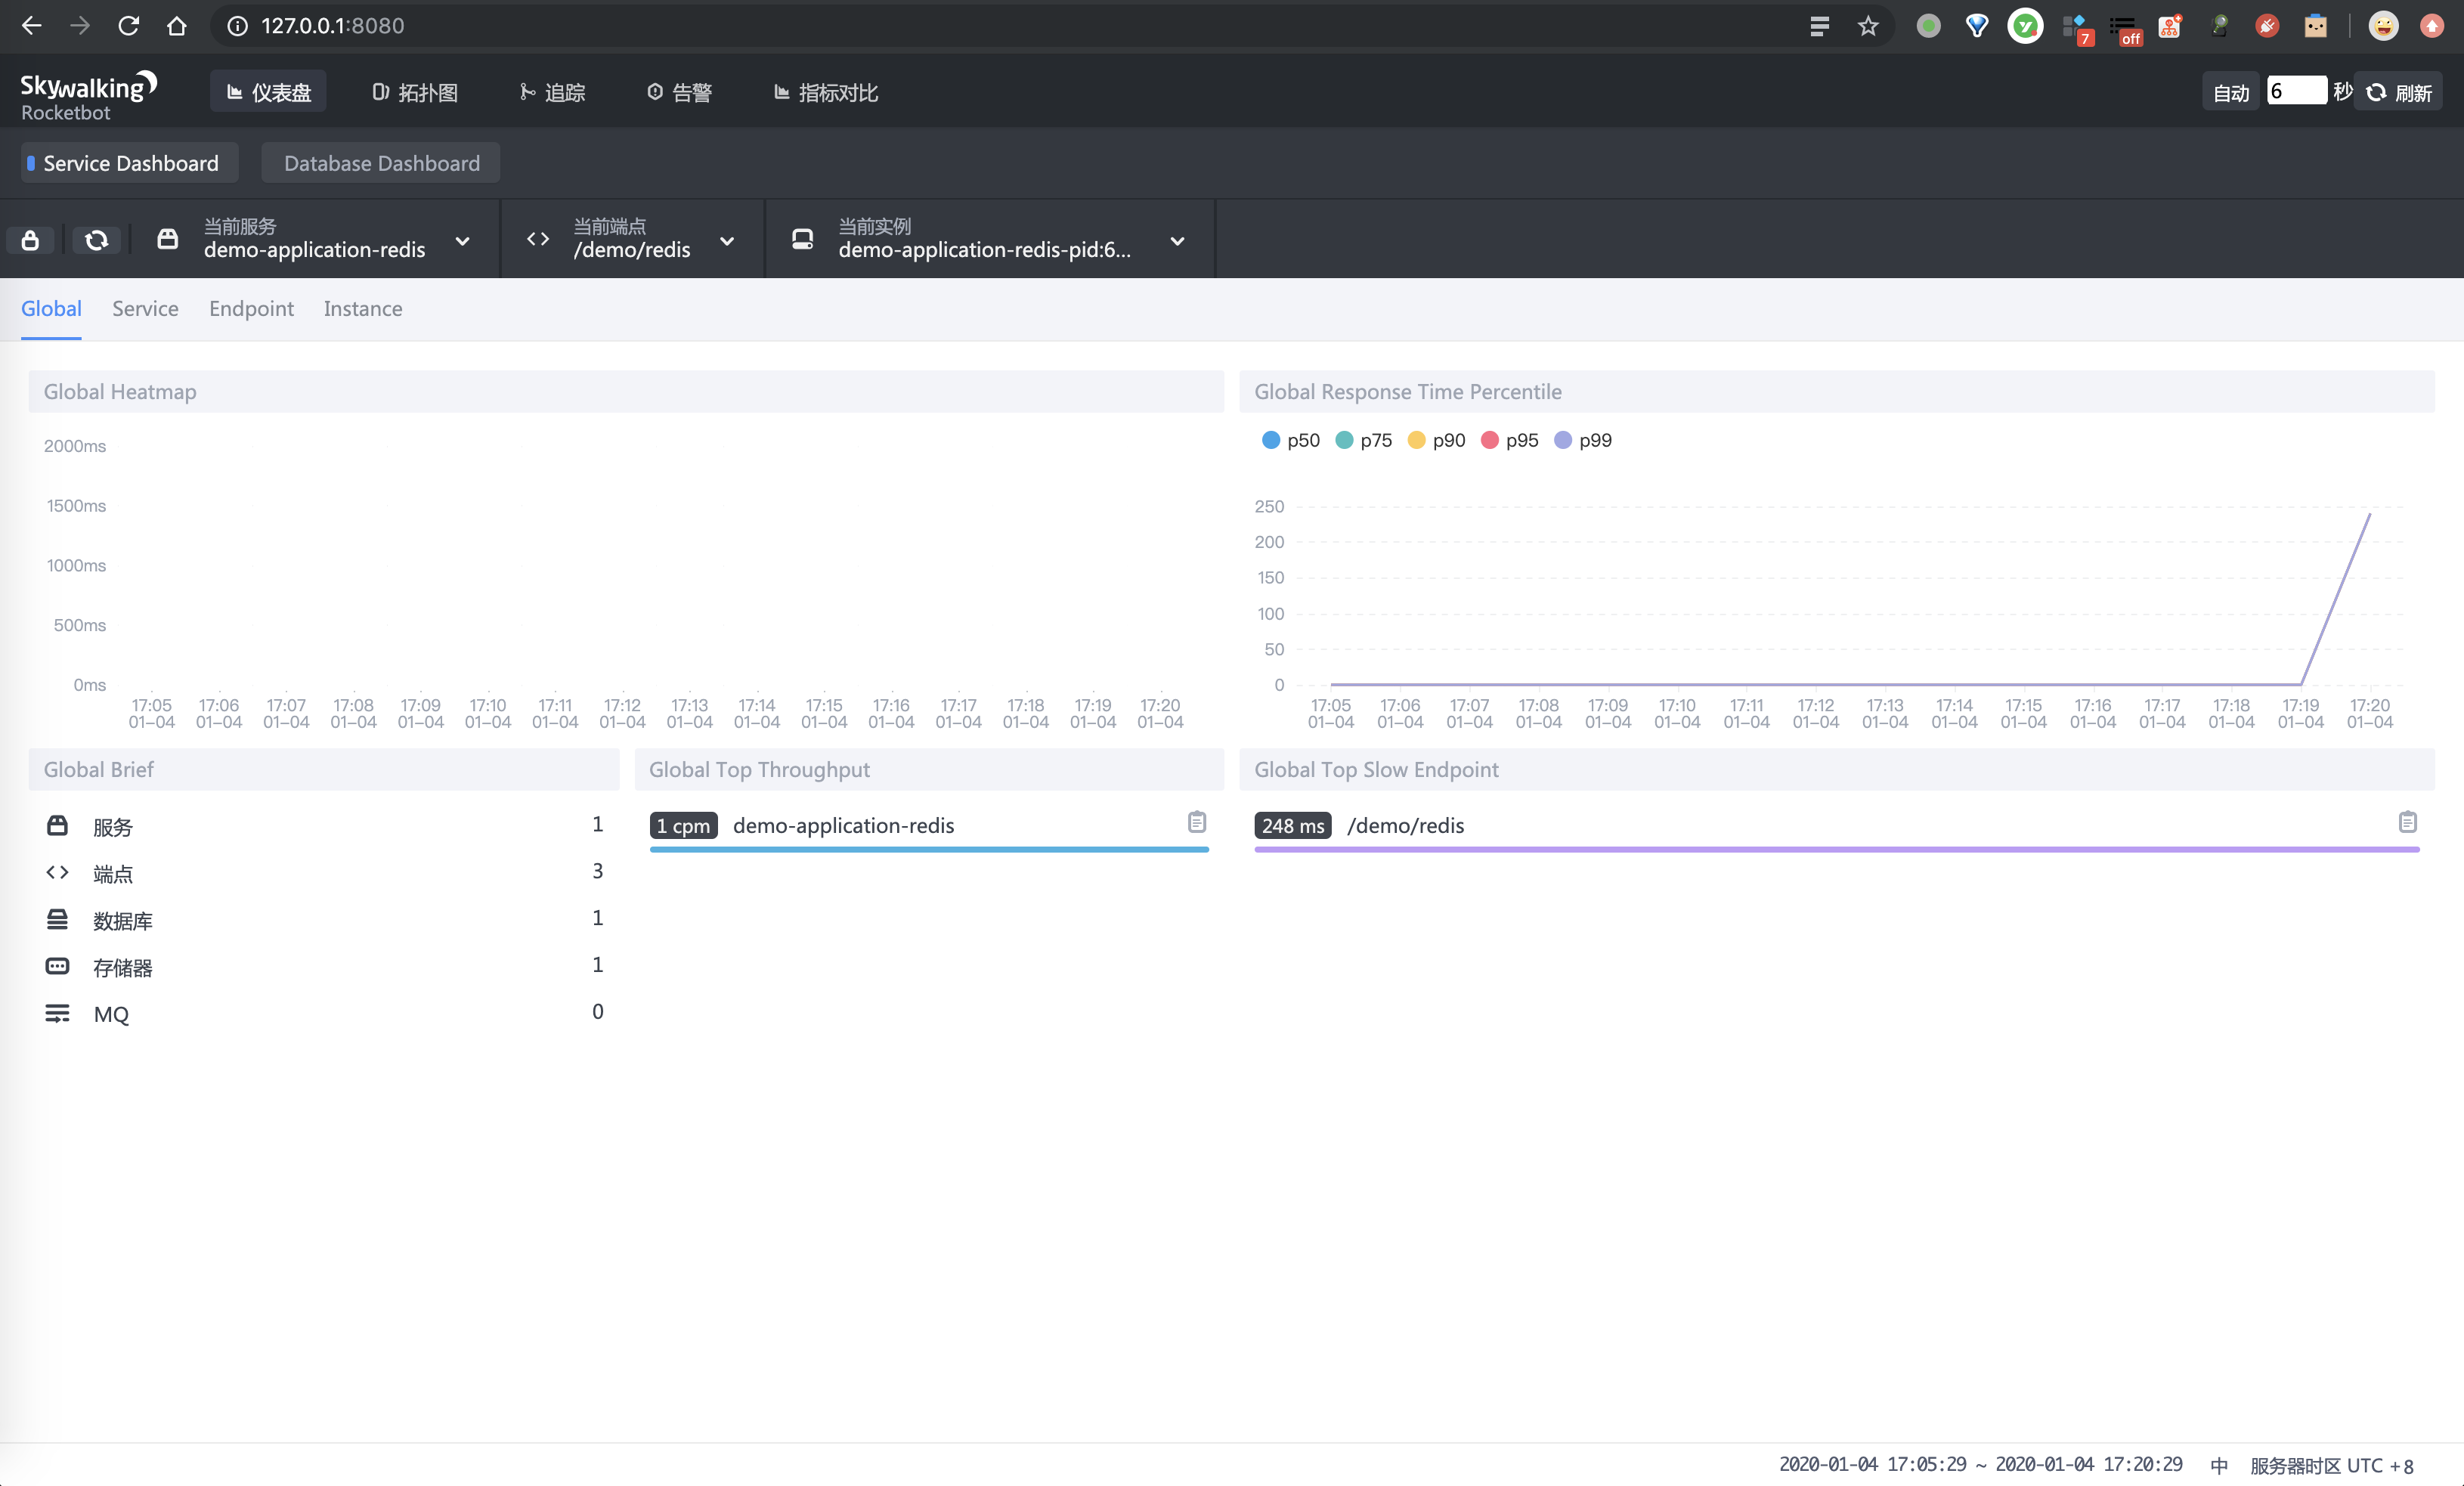 127.0.0.1:8080
7
off
Skywalking
Rocketbot
仪表盘
拓扑图
追踪
告警
指标对比
自动
6
秒
刷新
Service Dashboard
Database Dashboard
当前服务
demo-application-redis
当前端点
/demo/redis
当前实例
demo-application-redis-pid:6...
Global
Service
Endpoint
Instance
Global Heatmap
2000ms
1500ms
1000ms
500ms
0ms
17:05 17:06 17:07 17:08 17:09 17:10 17:11 17:12 17:13 17:14 17:15 17:16 17:17 17:18 17:19 17:20
01-04 01-04 01-04 01-04 01-04 01-04 01-04 01-04 01-04 01-04 01-04 01-04 01-04 01-04 01-04 01-04
Global Response Time Percentile
p50 p75 p90 p95 p99
250
200
150
100
50
0
17:05 17:06 17:07 17:08 17:09 17:10 17:11 17:12 17:13 17:14 17:15 17:16 17:17 17:18 17:19 17:20
01-04 01-04 01-04 01-04 01-04 01-04 01-04 01-04 01-04 01-04 01-04 01-04 01-04 01-04 01-04 01-04
Global Brief
服务 1
端点 3
数据库 1
存储器 1
MQ 0
Global Top Throughput
1 cpm demo-application-redis
Global Top Slow Endpoint
248 ms /demo/redis
2020-01-04 17:05:29 ~ 2020-01-04 17:20:29 中 服务器时区 UTC +8